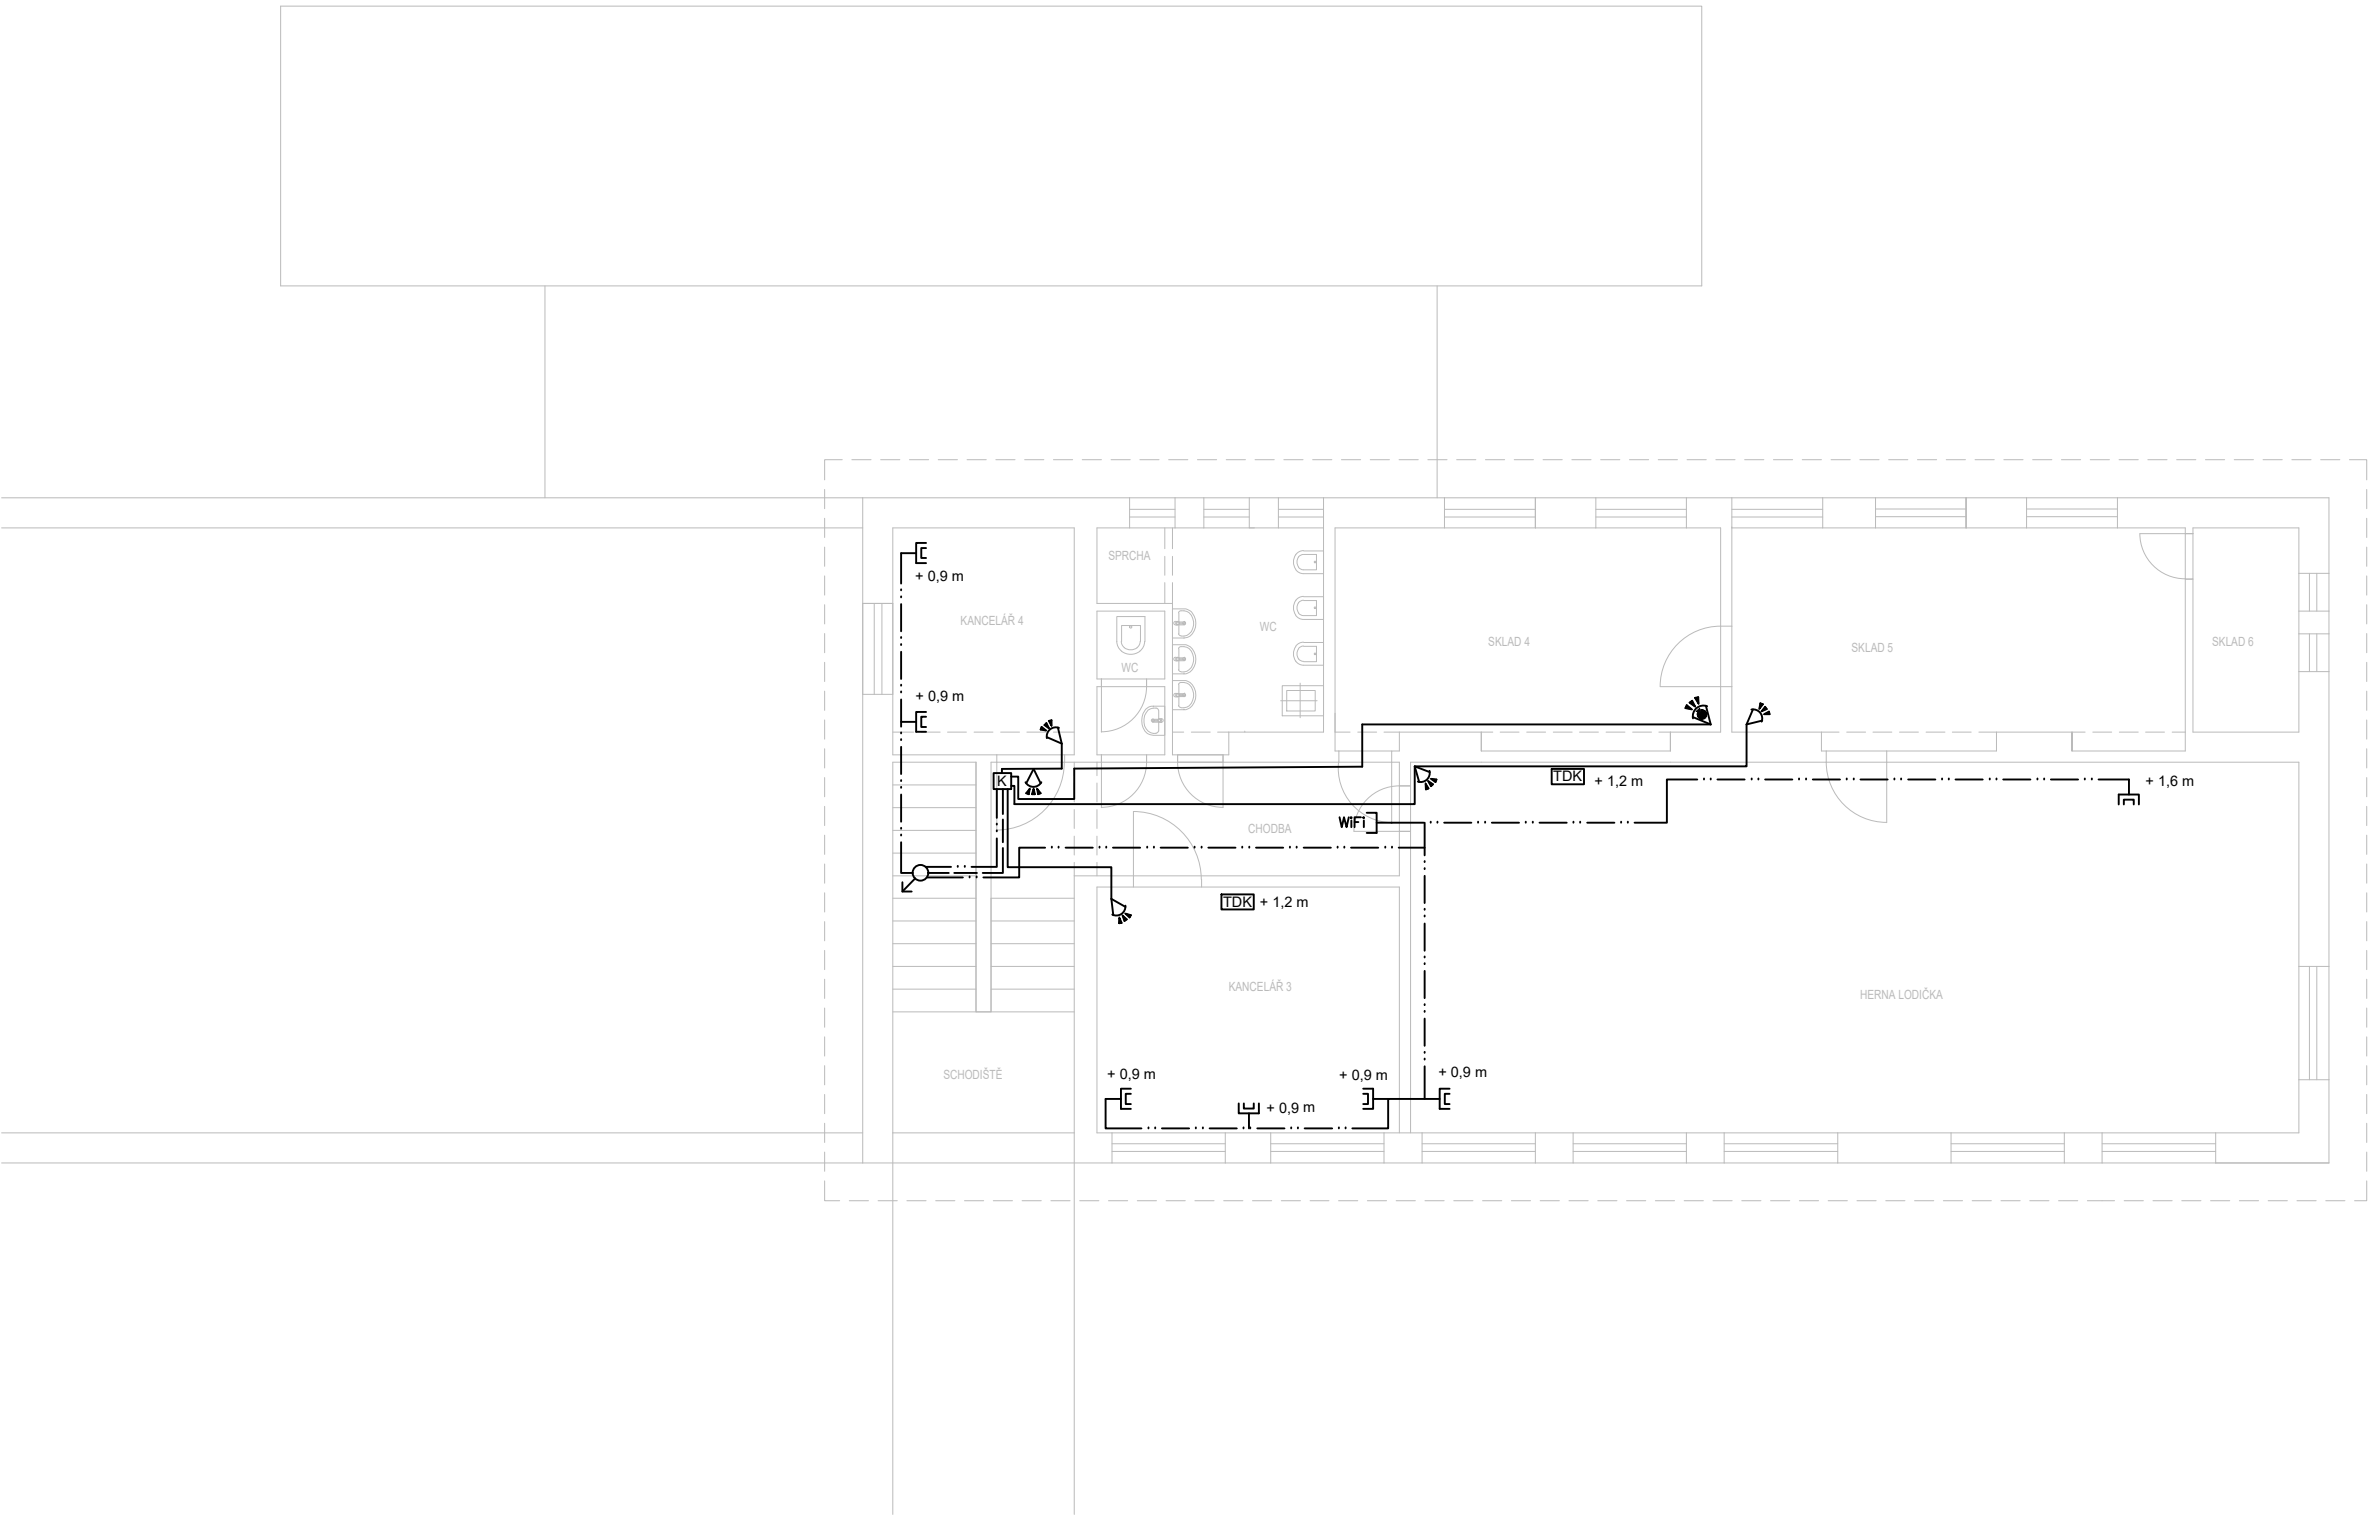 SPRCHA
+ 0,9 m
KANCELÁŘ 4
WC
SKLAD 4
SKLAD 5
SKLAD 6
WC
+ 0,9 m
K
TDK
+ 1,2 m
+ 1,6 m
WiFi
CHODBA
TDK
+ 1,2 m
KANCELÁŘ 3
HERNA LODIČKA
SCHODIŠTĚ
+ 0,9 m
+ 0,9 m
+ 0,9 m
+ 0,9 m